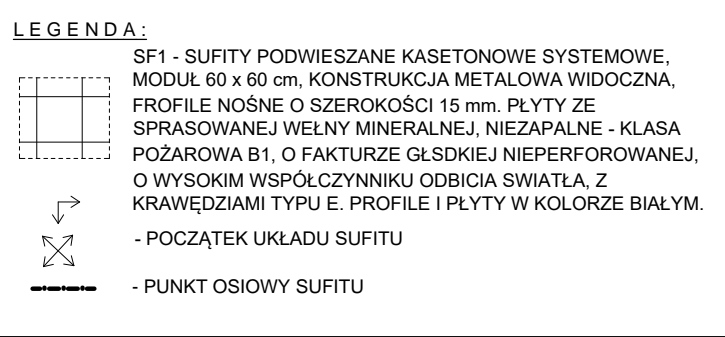 LEGENDA:
SF1 - SUFITY PODWIESZANE KASETONOWE SYSTEMOWE,
MODUŁ 60 x 60 cm, KONSTRUKCJA METALOWA WIDOCZNA,
FROFILE NOŚNE O SZEROKOŚCI 15 mm. PŁYTY ZE
SPRASOWANEJ WEŁNY MINERALNEJ, NIEZAPALNE - KLASA
POŻAROWA B1, O FAKTURZE GŁSDKIEJ NIEPERFOROWANEJ,
O WYSOKIM WSPÓŁCZYNNIKU ODBICIA SWIATŁA, Z
KRAWĘDZIAMI TYPU E. PROFILE I PŁYTY W KOLORZE BIAŁYM.
- POCZĄTEK UKŁADU SUFITU
- PUNKT OSIOWY SUFITU